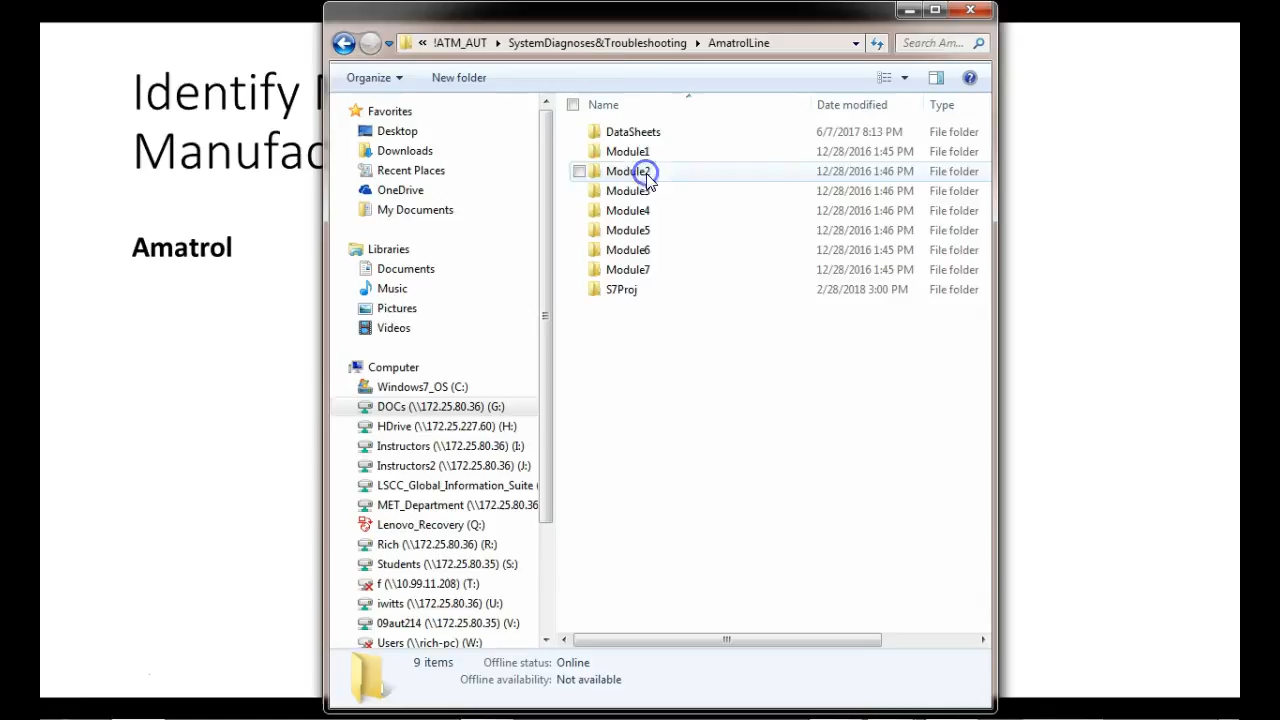 Identify
Manufac
Amatrol
« !ATM_AUT SystemDiagnoses&Troubleshooting AmatrolLine
Search Am...
Organize New folder
Favorites
Desktop
Downloads
Recent Places
OneDrive
My Documents
Libraries
Documents
Music
Pictures
Videos
Computer
Windows7_OS (C:)
DOCs (\\172.25.80.36) (G:)
HDrive (\\172.25.227.60) (H:)
Instructors (\\172.25.80.36) (I:)
Instructors2 (\\172.25.80.36) (J:)
LSCC_Global_Information_Suite (
MET_Department (\\172.25.80.36
Lenovo_Recovery (Q:)
Rich (\\172.25.80.36) (R:)
Students (\\172.25.80.35) (S:)
f (\\10.99.11.208) (T:)
iwitts (\\172.25.80.36) (U:)
09aut214 (\\172.25.80.35) (V:)
Users (\\rich-pc) (W:)
Name Date modified Type
DataSheets 6/7/2017 8:13 PM File folder
Module1 12/28/2016 1:45 PM File folder
Module2 12/28/2016 1:46 PM File folder
Module3 12/28/2016 1:46 PM File folder
Module4 12/28/2016 1:46 PM File folder
Module5 12/28/2016 1:46 PM File folder
Module6 12/28/2016 1:45 PM File folder
Module7 12/28/2016 1:45 PM File folder
S7Proj 2/28/2018 3:00 PM File folder
9 items Offline status: Online
Offline availability: Not available